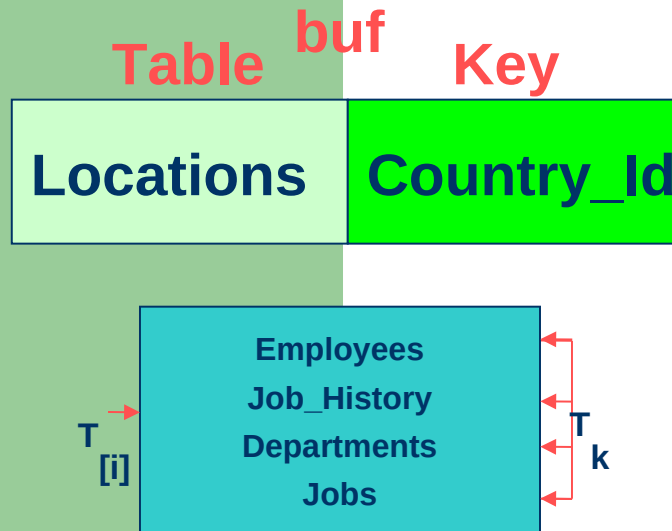 buf
Table Key
Locations Country_Id
Employees
Job_History
Departments
Jobs
T
[i]
T
k